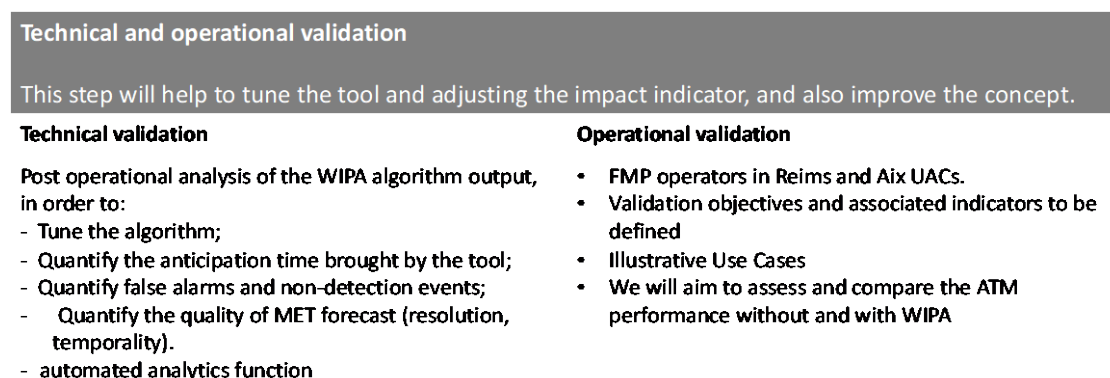 Technical and operational validation
This step will help to tune the tool and adjusting the impact indicator, and also improve the concept.
Technical validation
Post operational analysis of the WIPA algorithm output,
in order to:
- Tune the algorithm;
- Quantify the anticipation time brought by the tool;
- Quantify false alarms and non-detection events;
- Quantify the quality of MET forecast (resolution,
temporality).
- automated analytics function
Operational validation
• FMP operators in Reims and Aix UACs.
• Validation objectives and associated indicators to be
defined
• Illustrative Use Cases
• We will aim to assess and compare the ATM
performance without and with WIPA